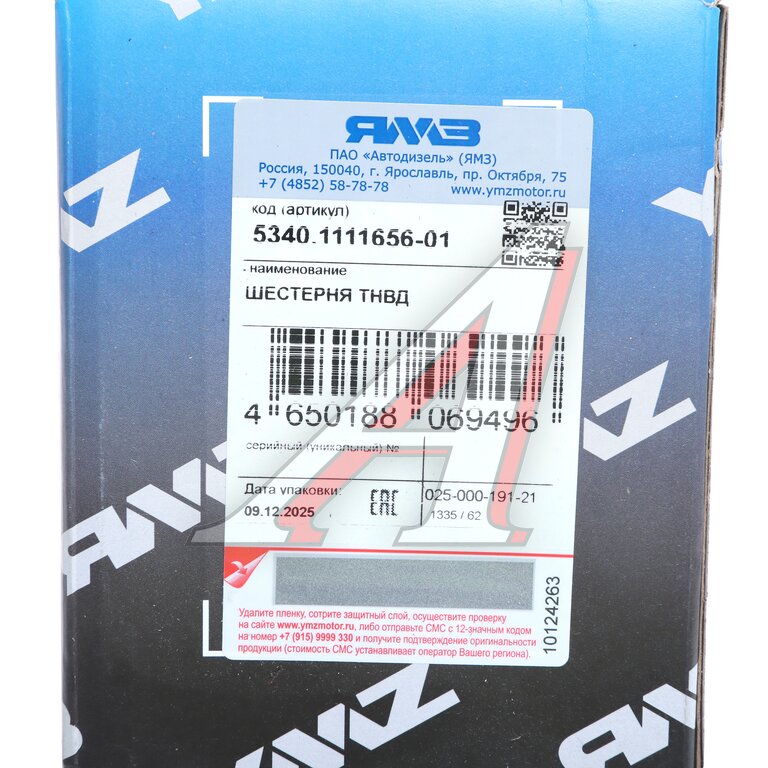 ЯМЗ
ПАО «Автодизель» (ЯМЗ)
Россия, 150040, г. Ярославль, пр. Октября, 75
+7 (4852) 58-78-78 www.ymzmotor.ru
код (артикул)
5340.1111656-01
наименование
ШЕСТЕРНЯ ТНВД
4 650188 069496
серийный (уникальный) №
Дата упаковки:
09.12.2025
EAC
025-000-191-21
1335 / 62
10124263
Удалите пленку, сотрите защитный слой, осуществите проверку
на сайте www.ymzmotor.ru, либо отправьте СМС с 12-значным кодом
на номер +7 (915) 9999 330 и получите подтверждение оригинальности
продукции (стоимость СМС устанавливает оператор Вашего региона).
YMZ
YMZ
YMZ
YMZ